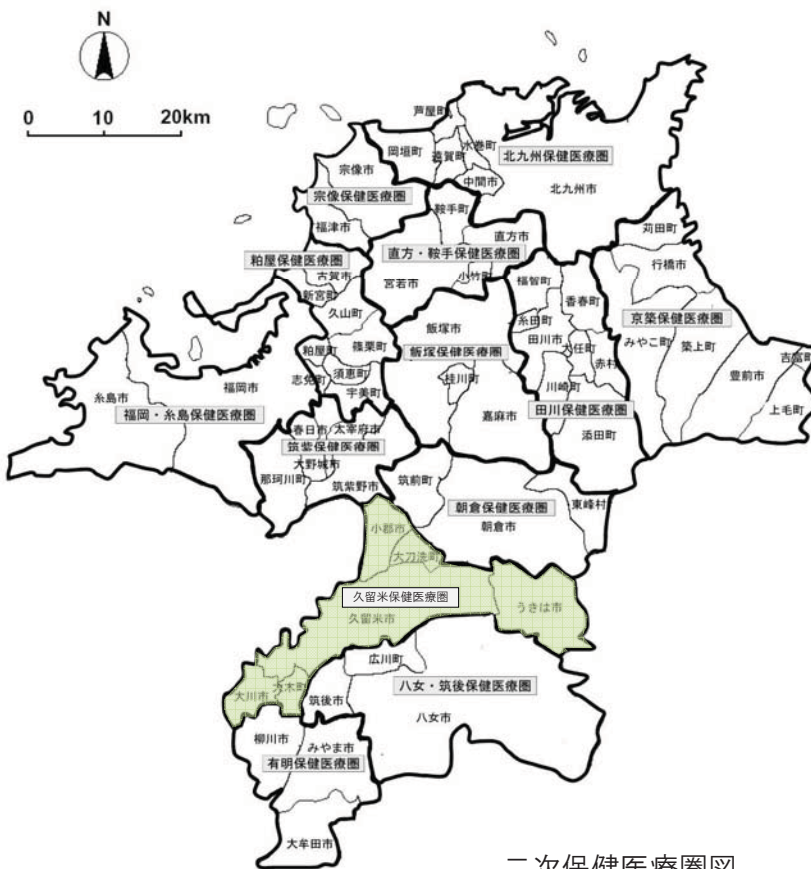 N
0 10 20km
芦屋町
岡垣町
遠賀町
水巻町
北九州保健医療圏
中間市
北九州市
宗像市
宗像保健医療圏
福津市
鞍手町
直方市
直方・鞍手保健医療圏
小竹町
宮若市
苅田町
行橋市
京築保健医療圏
みやこ町
築上町
吉富町
豊前市
上毛町
粕屋保健医療圏
古賀市
新宮町
久山町
篠栗町
粕屋町
須恵町
志免町
宇美町
福智町
香春町
糸田町
田川市
大任町
赤村
川崎町
田川保健医療圏
添田町
飯塚市
飯塚保健医療圏
桂川町
嘉麻市
糸島市
福岡市
福岡・糸島保健医療圏
春日市
太宰府市
筑紫保健医療圏
大野城市
那珂川町
筑紫野市
筑前町
東峰村
朝倉保健医療圏
朝倉市
小郡市
大刀洗町
久留米保健医療圏
久留米市
うきは市
大川市
大木町
広川町
八女・筑後保健医療圏
筑後市
八女市
柳川市
みやま市
有明保健医療圏
大牟田市
二次保健医療圏図